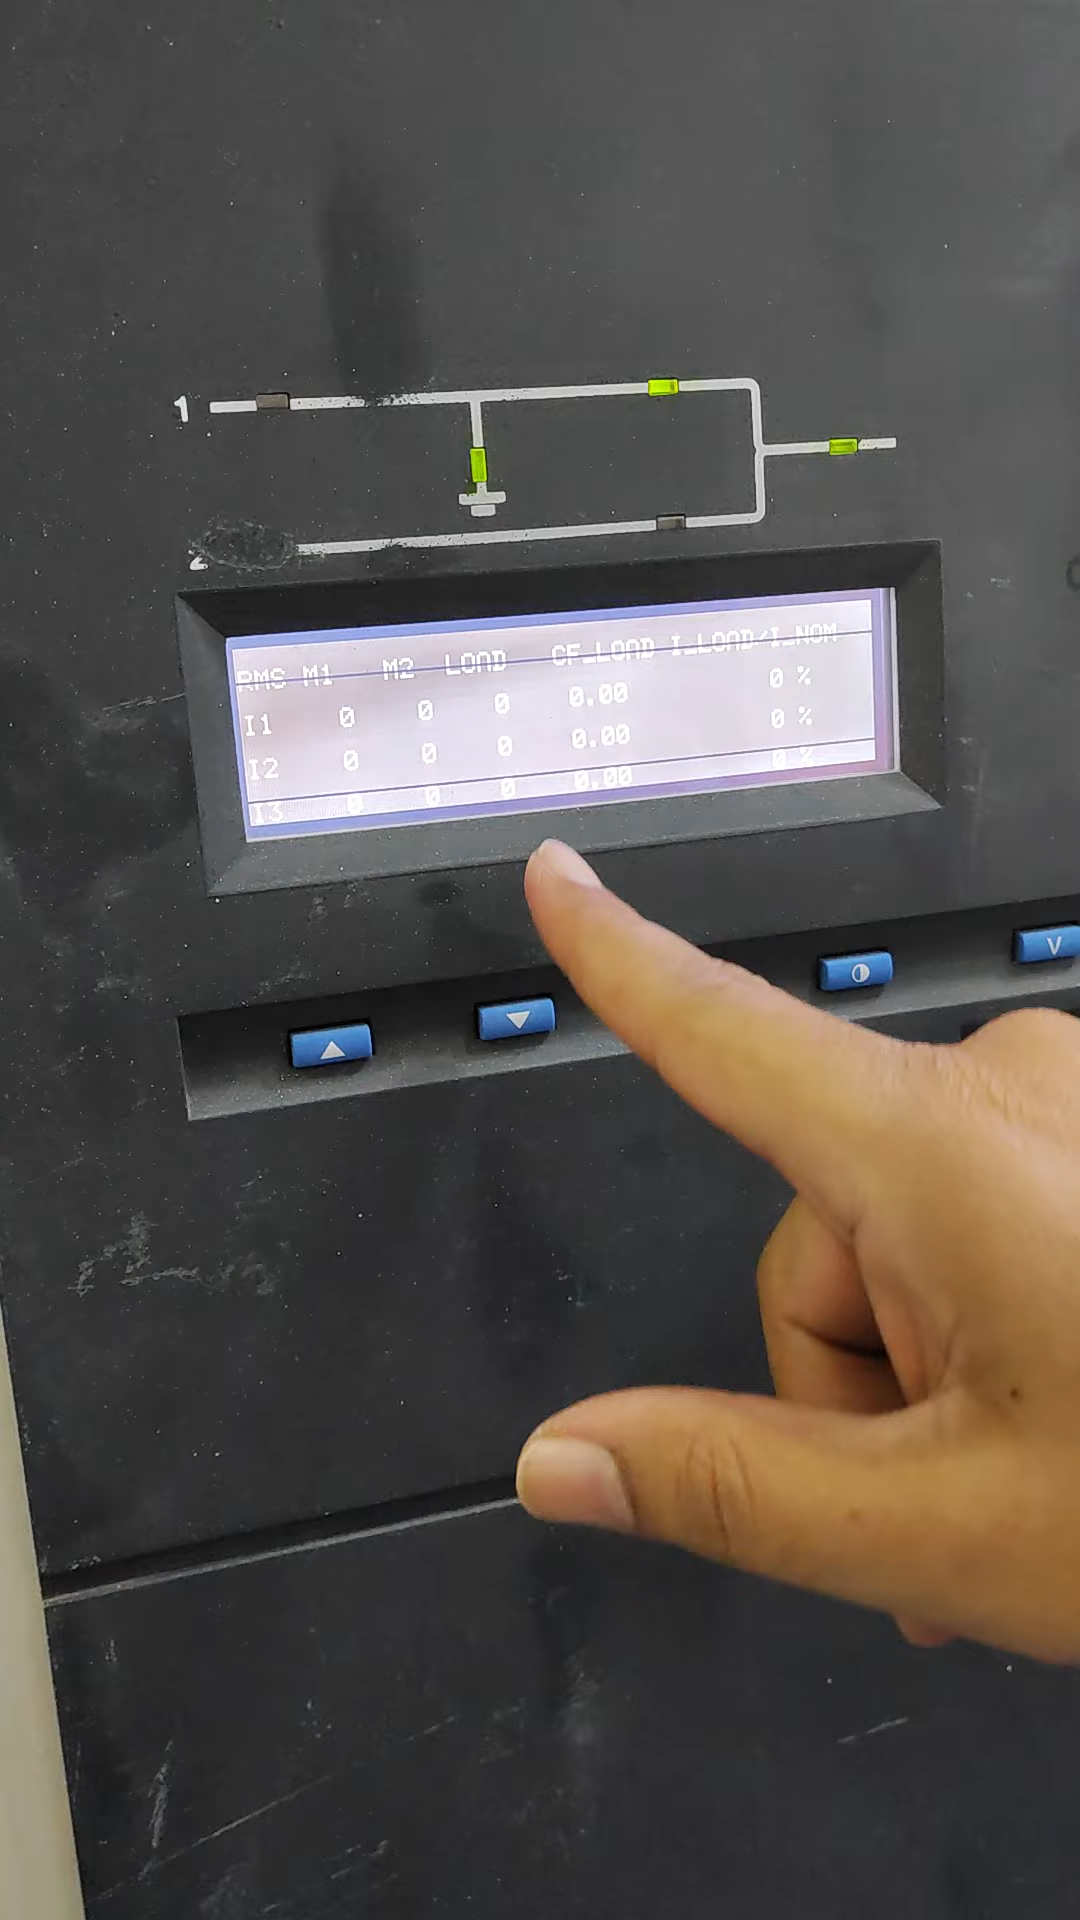 1
2
RMS M1 M2 LOAD CF_LOAD I_LOAD/I_NOM
I1 0 0 0 0.00 0 %
I2 0 0 0 0.00 0 %
I3 0 0 0 0.00 0 %
V